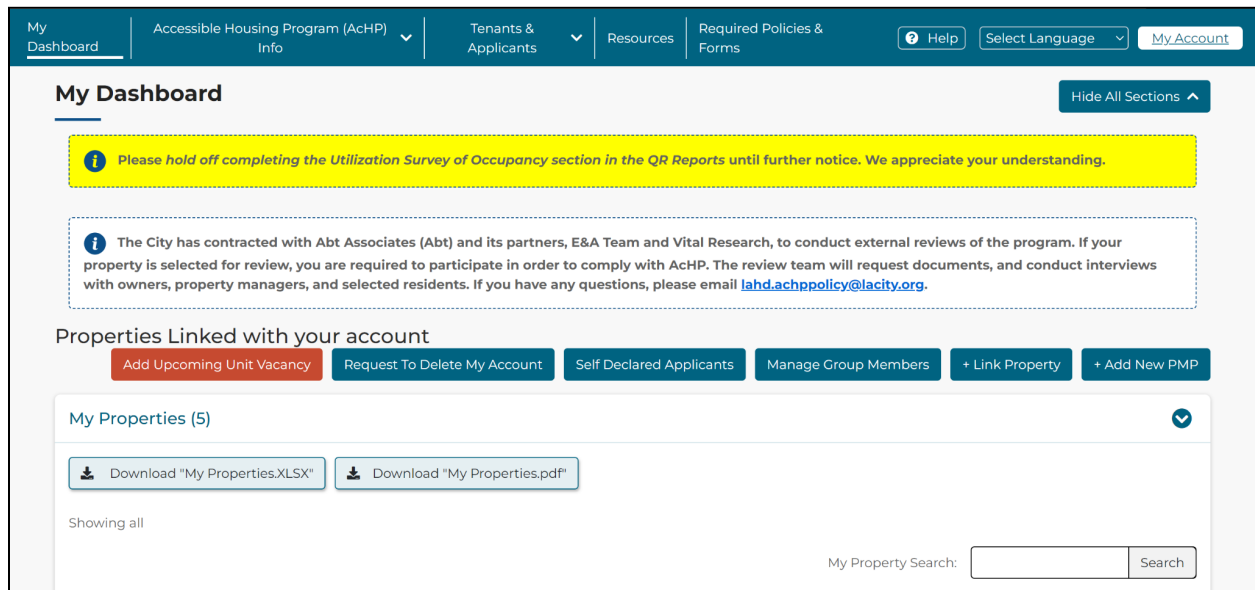 My Dashboard
Accessible Housing Program (AcHP) Info
Tenants & Applicants
Resources
Required Policies & Forms
Help
Select Language
My Account
My Dashboard
Hide All Sections
Please hold off completing the Utilization Survey of Occupancy section in the QR Reports until further notice. We appreciate your understanding.
The City has contracted with Abt Associates (Abt) and its partners, E&A Team and Vital Research, to conduct external reviews of the program. If your
property is selected for review, you are required to participate in order to comply with AcHP. The review team will request documents, and conduct interviews
with owners, property managers, and selected residents. If you have any questions, please email lahd.achppolicy@lacity.org.
Properties Linked with your account
Add Upcoming Unit Vacancy
Request To Delete My Account
Self Declared Applicants
Manage Group Members
+ Link Property
+ Add New PMP
My Properties (5)
Download "My Properties.XLSX"
Download "My Properties.pdf"
Showing all
My Property Search:
Search